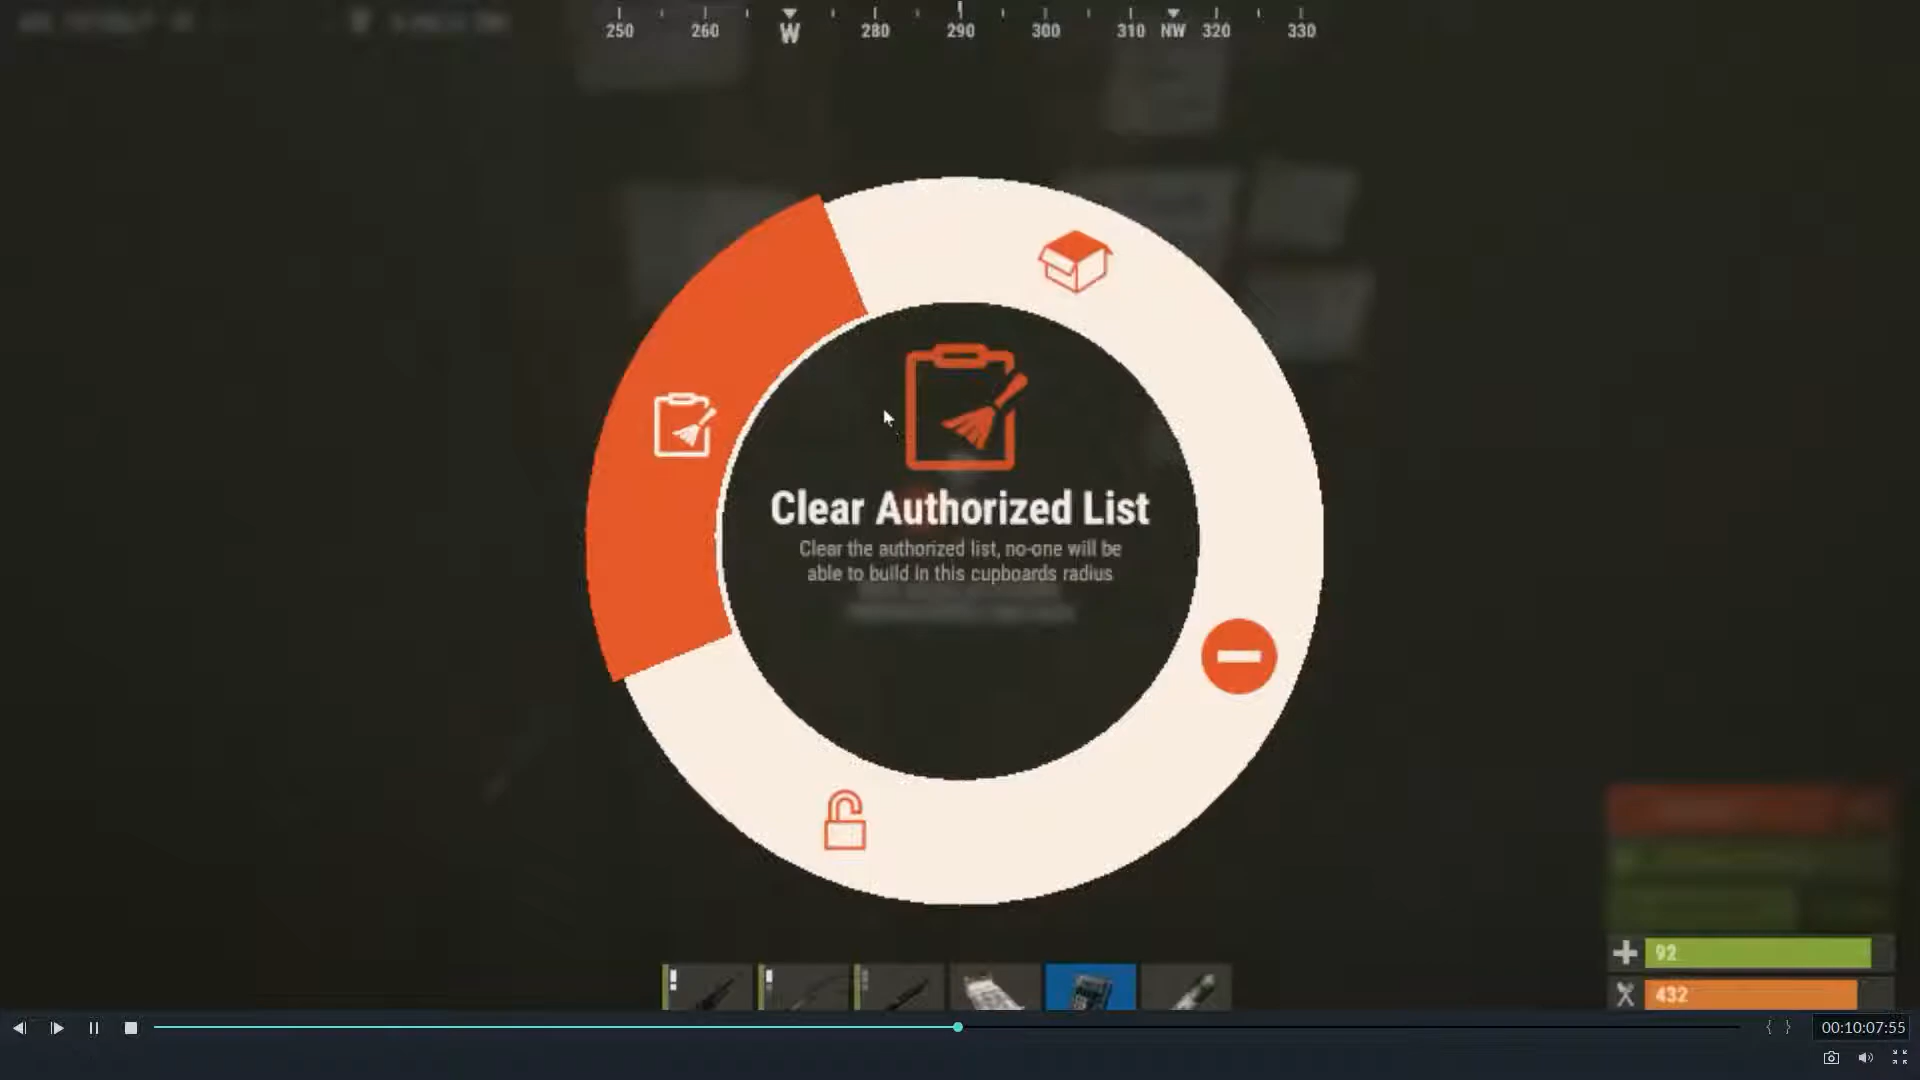 250 260 W 280 290 300 310 NW 320 330
Clear Authorized List
Clear the authorized list, no-one will be
able to build in this cupboards radius
92
432
{ } 00:10:07:55